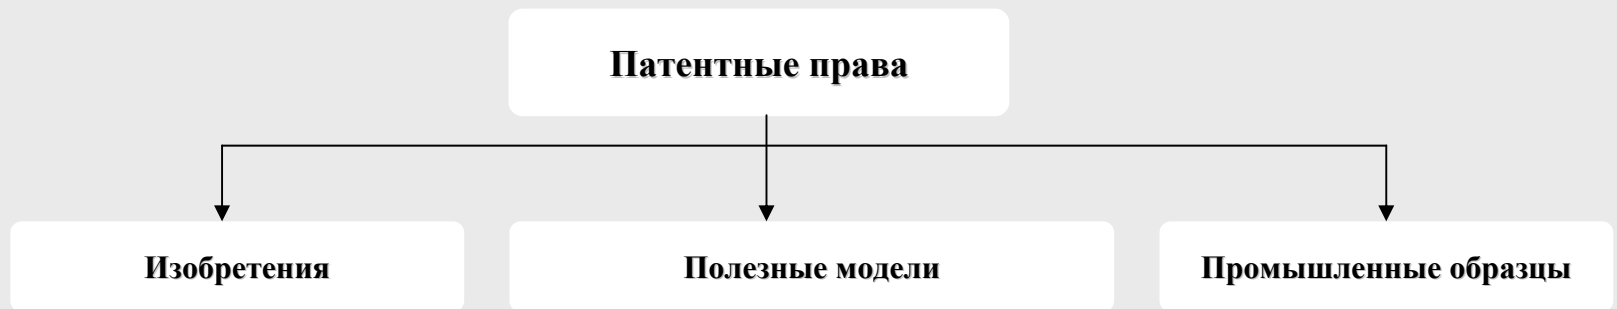 Патентные права
Изобретения
Полезные модели
Промышленные образцы